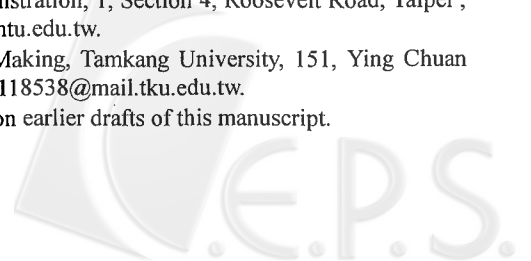 nistration, 1, Section 4, Roosevelt Road, Taipei ,
ntu.edu.tw.
Making, Tamkang University, 151, Ying Chuan
118538@mail.tku.edu.tw.
on earlier drafts of this manuscript.
C.E.P.S.